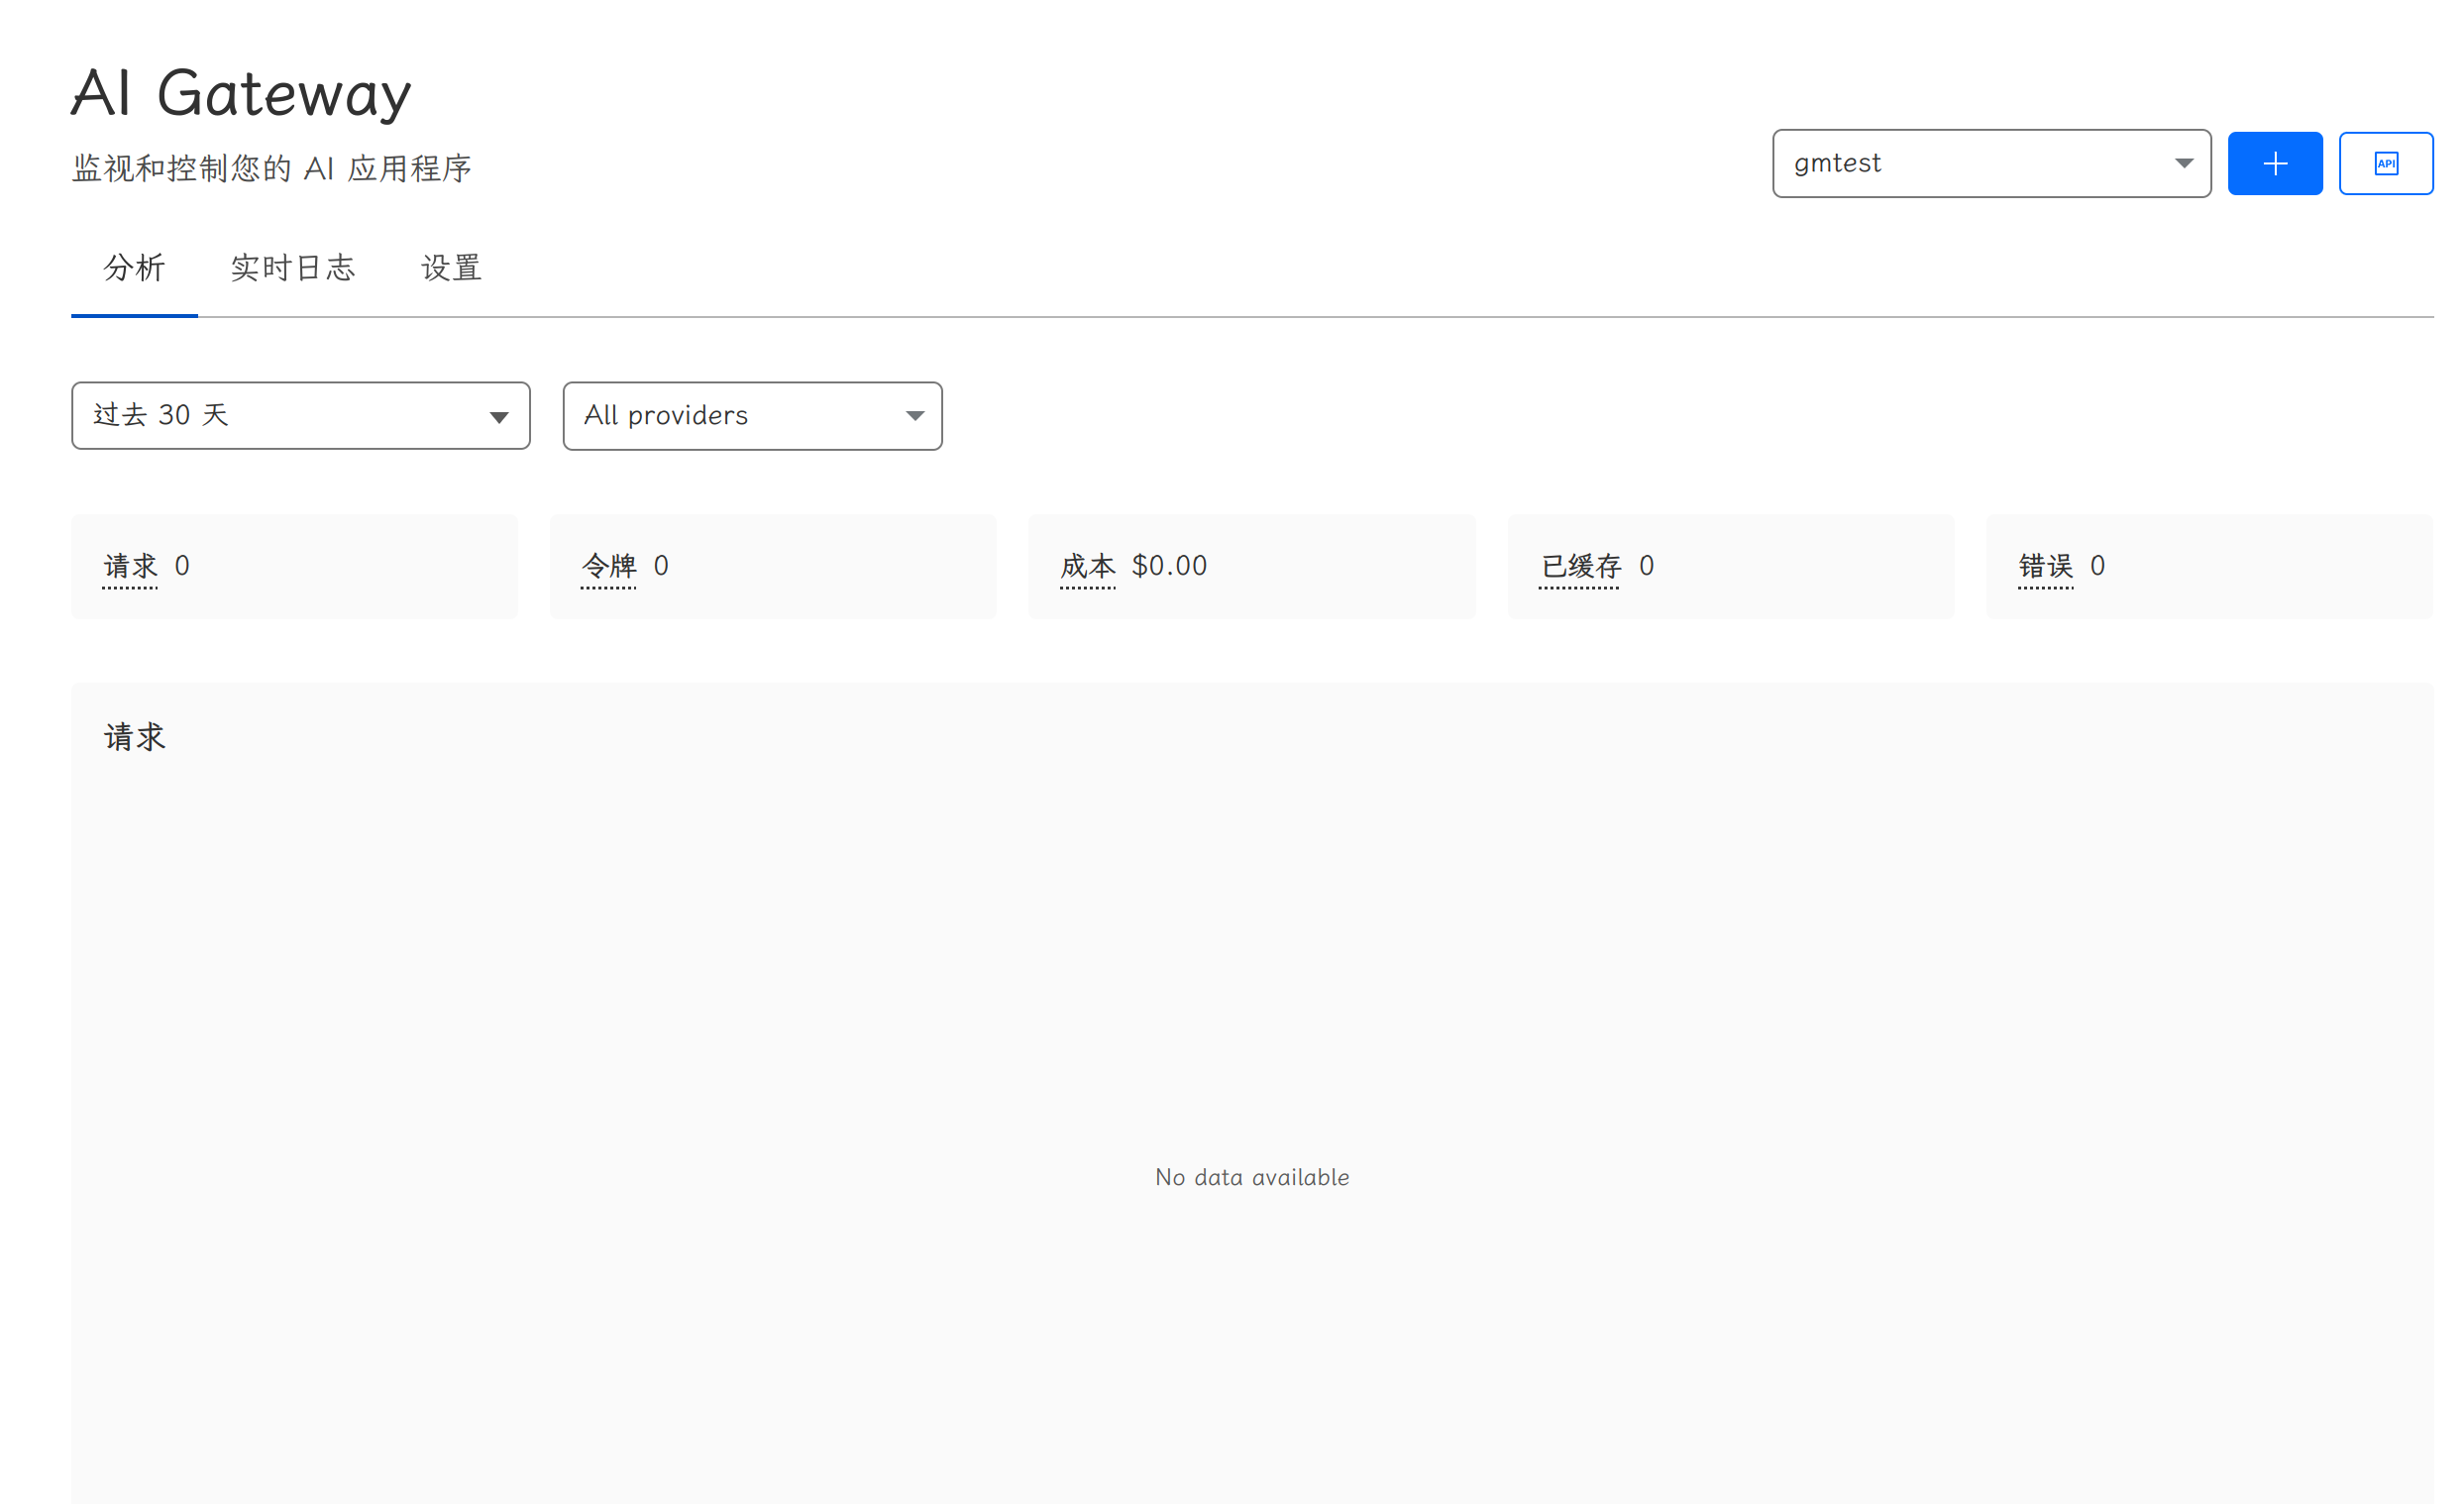 AI Gateway
监视和控制您的 AI 应用程序
gmtest
API
分析 实时日志 设置
过去 30 天 All providers
请求 0 令牌 0 成本 $0.00 已缓存 0 错误 0
请求
No data available